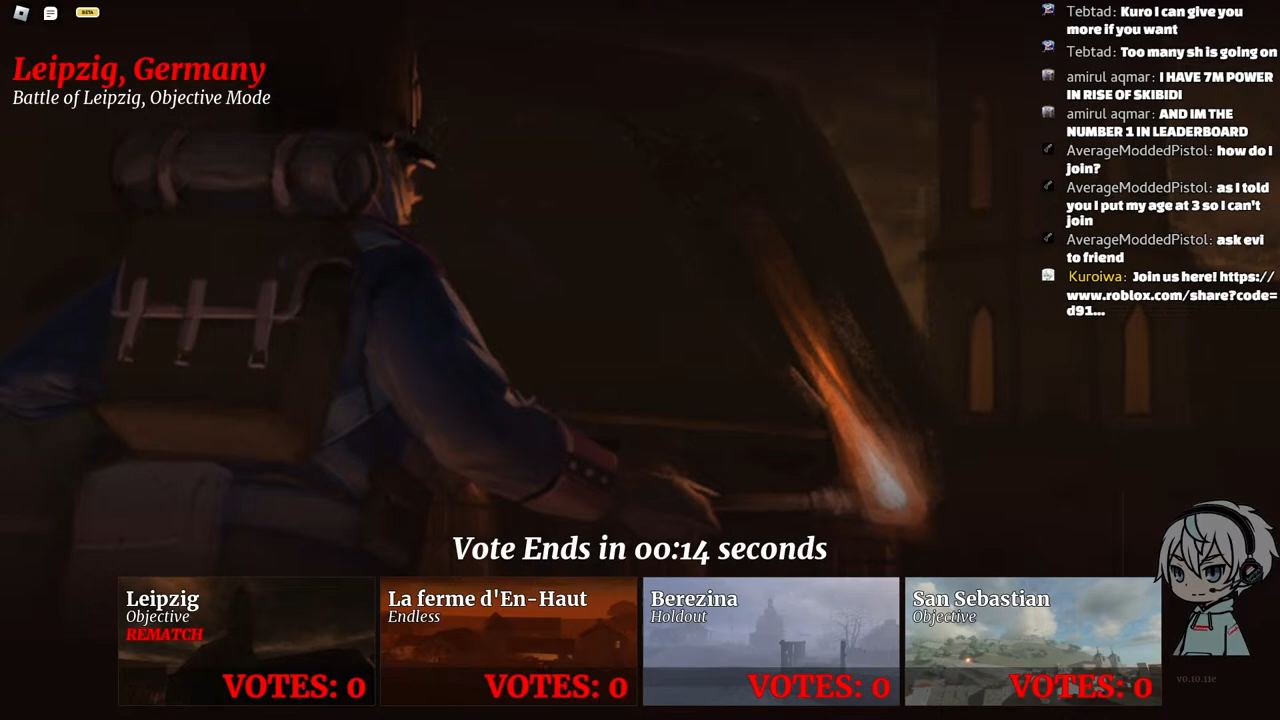 BETA
Leipzig, Germany
Battle of Leipzig, Objective Mode
Tebtad: Kuro I can give you
more if you want
Tebtad: Too many sh is going on
amirul aqmar: I HAVE 7M POWER
IN RISE OF SKIBIDI
amirul aqmar: AND IM THE
NUMBER 1 IN LEADERBOARD
AverageModdedPistol: how do I
join?
AverageModdedPistol: as I told
you I put my age at 3 so I can't
join
AverageModdedPistol: ask evi
to friend
Kuroiwa: Join us here! https://
www.roblox.com/share?code=
d91...
Vote Ends in 00:14 seconds
Leipzig
Objective
REMATCH
VOTES: 0
La ferme d'En-Haut
Endless
VOTES: 0
Berezina
Holdout
VOTES: 0
San Sebastian
Objective
VOTES: 0
v0.10.11e